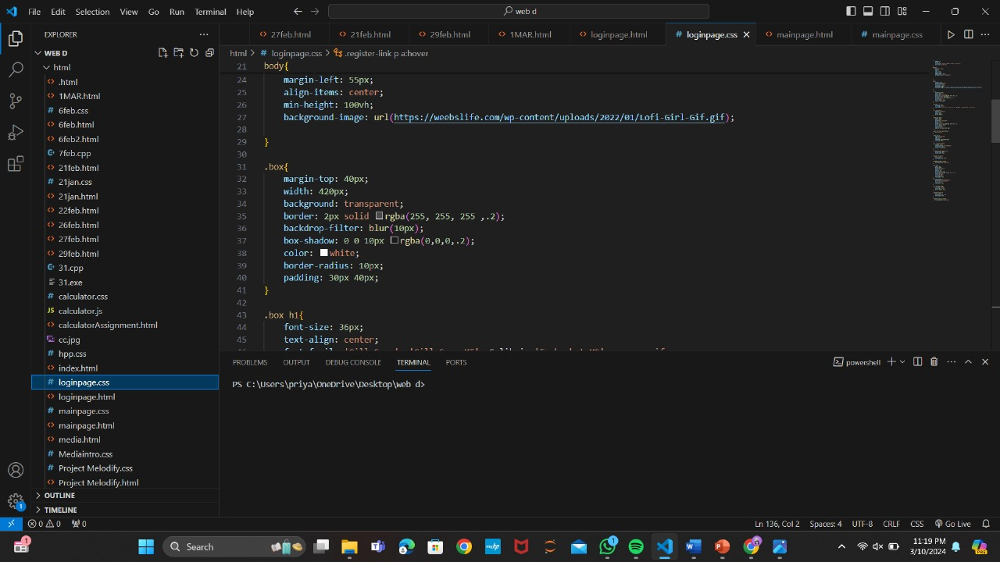 File Edit Selection View Go Run Terminal Help
web d
EXPLORER
27feb.html
21feb.html
29feb.html
1MAR.html
loginpage.html
loginpage.css
mainpage.html
mainpage.css
WEB D
html > # loginpage.css > .register-link p a:hover
html
.html
1MAR.html
6feb.css
6feb.html
6feb2.html
7feb.cpp
21feb.html
21jan.css
21jan.html
22feb.html
26feb.html
27feb.html
29feb.html
31.cpp
31.exe
calculator.css
calculator.js
calculatorAssignment.html
cc.jpg
hpp.css
index.html
loginpage.css
loginpage.html
mainpage.css
mainpage.html
media.html
Mediaintro.css
Project Melodify.css
Project Melodify.html
OUTLINE
TIMELINE
21 body{
24 margin-left: 55px;
25 align-items: center;
26 min-height: 100vh;
27 background-image: url(https://weebslife.com/wp-content/uploads/2022/01/Lofi-Girl-Gif.gif);
28
29 }
30
31 .box{
32 margin-top: 40px;
33 width: 420px;
34 background: transparent;
35 border: 2px solid rgba(255, 255, 255 ,.2);
36 backdrop-filter: blur(10px);
37 box-shadow: 0 0 10px rgba(0,0,0,.2);
38 color: white;
39 border-radius: 10px;
40 padding: 30px 40px;
41 }
42
43 .box h1{
44 font-size: 36px;
45 text-align: center;
PROBLEMS OUTPUT DEBUG CONSOLE TERMINAL PORTS
powershell
PS C:\Users\priya\OneDrive\Desktop\web d>
0 0 0
Ln 136, Col 2 Spaces: 4 UTF-8 CRLF CSS Go Live
1
Search
11:19 PM
3/10/2024